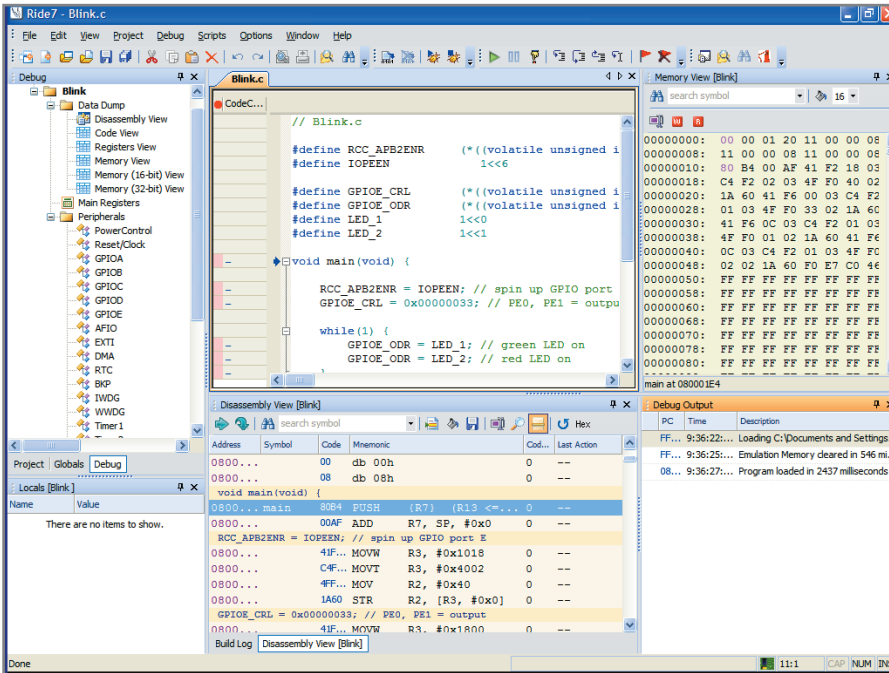 Ride7 - Blink.c
File Edit View Project Debug Scripts Options Window Help
Debug
Blink
Data Dump
Disassembly View
Code View
Registers View
Memory View
Memory (16-bit) View
Memory (32-bit) View
Main Registers
Peripherals
PowerControl
Reset/Clock
GPIOA
GPIOB
GPIOC
GPIOD
GPIOE
AFIO
EXTI
DMA
RTC
BKP
IWDG
WWDG
Timer1
Project Globals Debug
Locals [Blink ]
Name Value
There are no items to show.
Blink.c
CodeC...
// Blink.c
#define RCC_APB2ENR (*((volatile unsigned i
#define IOPEEN 1<<6
#define GPIOE_CRL (*((volatile unsigned i
#define GPIOE_ODR (*((volatile unsigned i
#define LED_1 1<<0
#define LED_2 1<<1
void main(void) {
RCC_APB2ENR = IOPEEN; // spin up GPIO port
GPIOE_CRL = 0x00000033; // PE0, PE1 = outpu
while(1) {
GPIOE_ODR = LED_1; // green LED on
GPIOE_ODR = LED_2; // red LED on
Memory View [Blink]
search symbol 16
W R
00000000: 00 00 01 20 11 00 00 08
00000008: 11 00 00 08 11 00 00 08
00000010: 80 B4 00 AF 41 F2 18 03
00000018: C4 F2 02 03 4F F0 40 02
00000020: 1A 60 41 F6 00 03 C4 F2
00000028: 01 03 4F F0 33 02 1A 60
00000030: 41 F6 0C 03 C4 F2 01 03
00000038: 4F F0 01 02 1A 60 41 F6
00000040: 0C 03 C4 F2 01 03 4F F0
00000048: 02 02 1A 60 F0 E7 C0 46
00000050: FF FF FF FF FF FF FF FF
00000058: FF FF FF FF FF FF FF FF
00000060: FF FF FF FF FF FF FF FF
00000068: FF FF FF FF FF FF FF FF
00000070: FF FF FF FF FF FF FF FF
00000078: FF FF FF FF FF FF FF FF
00000080: FF FF FF FF FF FF FF FF
main at 080001E4
Disassembly View [Blink]
search symbol Hex
Address Symbol Code Mnemonic Cod... Last Action
0800... 00 db 00h 0 --
0800... 08 db 08h 0 --
void main(void) {
0800... main 80B4 PUSH {R7} (R13 <=... 0 --
0800... 00AF ADD R7, SP, #0x0 0 --
RCC_APB2ENR = IOPEEN; // spin up GPIO port E
0800... 41F... MOVW R3, #0x1018 0 --
0800... C4F... MOVT R3, #0x4002 0 --
0800... 4FF... MOV R2, #0x40 0 --
0800... 1A60 STR R2, [R3, #0x0] 0 --
GPIOE_CRL = 0x00000033; // PE0, PE1 = output
0800... 41F... MOVW R3, #0x1800 0 --
Build Log Disassembly View [Blink]
Debug Output
PC Time Description
FF... 9:36:22:... Loading C:\Documents and Settings
FF... 9:36:25:... Emulation Memory cleared in 546 mi.
08... 9:36:27:... Program loaded in 2437 milliseconds
Done 11:1 CAP NUM INS